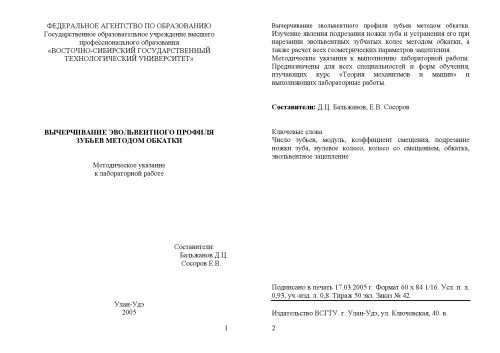 ФЕДЕРАЛЬНОЕ АГЕНТСТВО ПО ОБРАЗОВАНИЮ
Государственное образовательное учреждение высшего
профессионального образования
«ВОСТОЧНО-СИБИРСКИЙ ГОСУДАРСТВЕННЫЙ
ТЕХНОЛОГИЧЕСКИЙ УНИВЕРСИТЕТ»
ВЫЧЕРЧИВАНИЕ ЭВОЛЬВЕНТНОГО ПРОФИЛЯ
ЗУБЬЕВ МЕТОДОМ ОБКАТКИ
Методическое указание
к лабораторной работе
Составители:
Бальжанов Д.Ц.
Сосоров Е.В.
Улан-Удэ
2005
1
Вычерчивание эвольвентного профиля зубьев методом обкатки.
Изучение явления подрезания ножки зуба и устранения его при
нарезании эвольвентных зубчатых колес методом обкатки, а
также расчет всех геометрических параметров зацепления.
Методические указания к выполнению лабораторной работы.
Предназначены для всех специальностей и форм обучения,
изучающих курс «Теория механизмов и машин» и
выполняющих лабораторные работы.
Составители: Д.Ц. Бальжанов, Е.В. Сосоров
Ключевые слова:
Число зубьев, модуль, коэффициент смещения, подрезание
ножки зуба, нулевое колесо, колесо со смещением, обкатка,
эвольвентное зацепление
Подписано в печать 17.03.2005 г. Формат 60 х 84 1/16. Усл. п. л.
0,93, уч.-изд. л. 0,8. Тираж 50 экз. Заказ № 42.
Издательство ВСГТУ. г. Улан-Удэ, ул. Ключевская, 40. в.
2